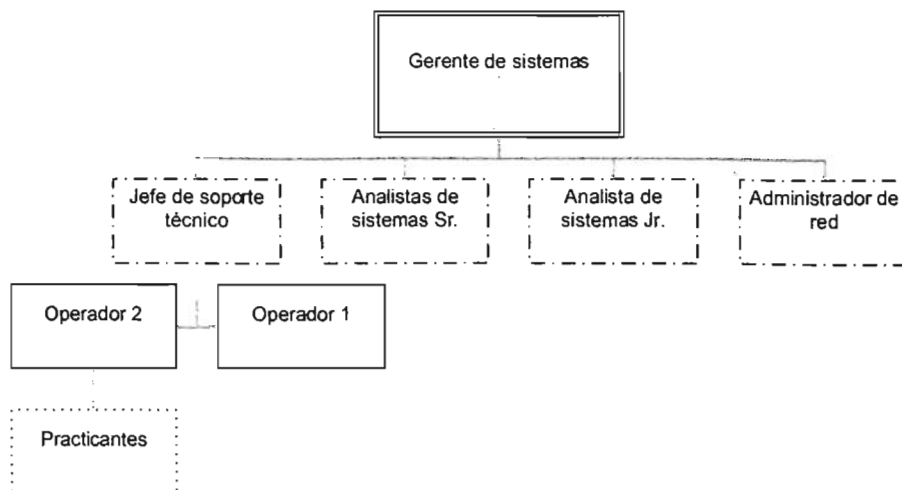 Gerente de sistemas
Jefe de soporte
técnico
Analistas de
sistemas Sr.
Analista de
sistemas Jr.
Administrador de
red
Operador 2
Operador 1
Practicantes